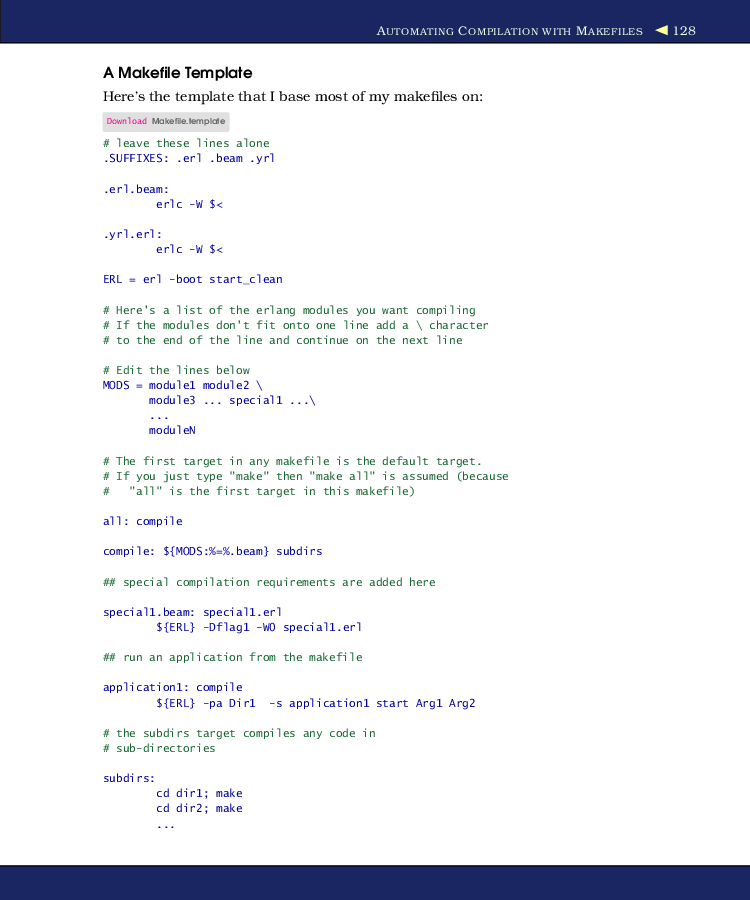 AUTOMATING COMPILATION WITH MAKEFILES ◀ 128
A Makefile Template
Here's the template that I base most of my makefiles on:
Download Makefile.template
# leave these lines alone
.SUFFIXES: .erl .beam .yrl

.erl.beam:
        erlc -W $<

.yrl.erl:
        erlc -W $<

ERL = erl -boot start_clean

# Here's a list of the erlang modules you want compiling
# If the modules don't fit onto one line add a \ character
# to the end of the line and continue on the next line

# Edit the lines below
MODS = module1 module2 \
       module3 ... special1 ...\
       ...
       moduleN

# The first target in any makefile is the default target.
# If you just type "make" then "make all" is assumed (because
#   "all" is the first target in this makefile)

all: compile

compile: ${MODS:%=%.beam} subdirs

## special compilation requirements are added here

special1.beam: special1.erl
        ${ERL} -Dflag1 -W0 special1.erl

## run an application from the makefile

application1: compile
        ${ERL} -pa Dir1  -s application1 start Arg1 Arg2

# the subdirs target compiles any code in
# sub-directories

subdirs:
        cd dir1; make
        cd dir2; make
        ...